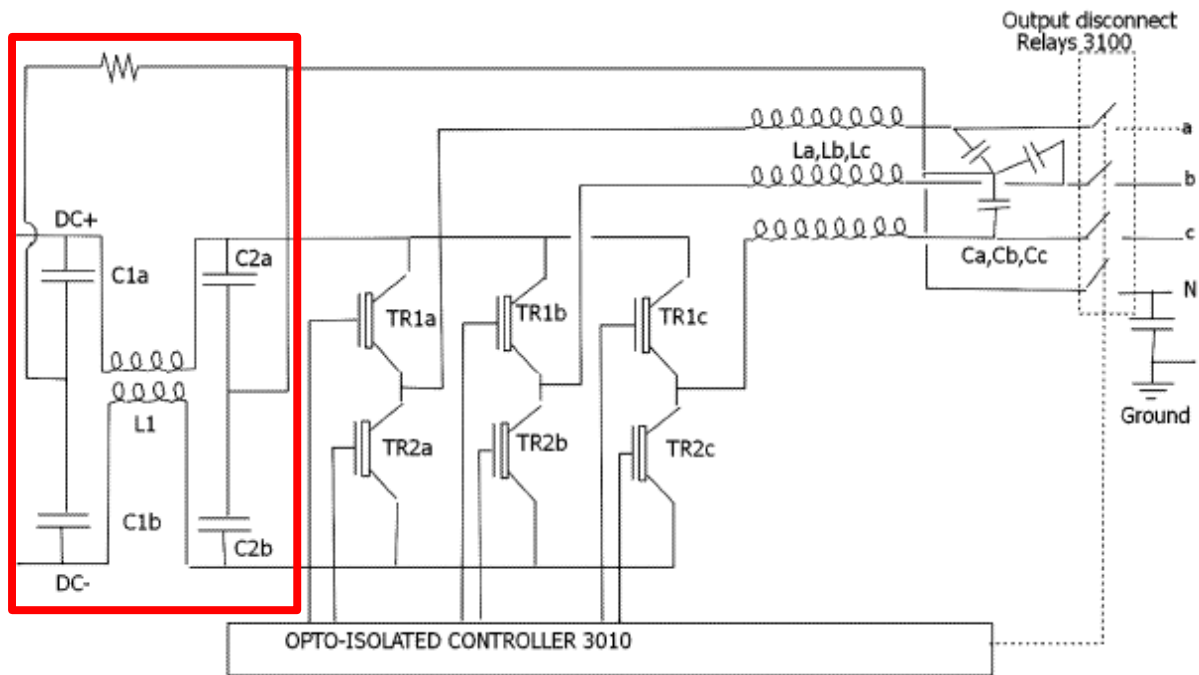 Output disconnect
Relays 3100
a
La,Lb,Lc
b
DC+
c
C1a
C2a
Ca,Cb,Cc
N
TR1a
TR1b
TR1c
L1
Ground
TR2a
TR2b
TR2c
C1b
C2b
DC-
OPTO-ISOLATED CONTROLLER 3010